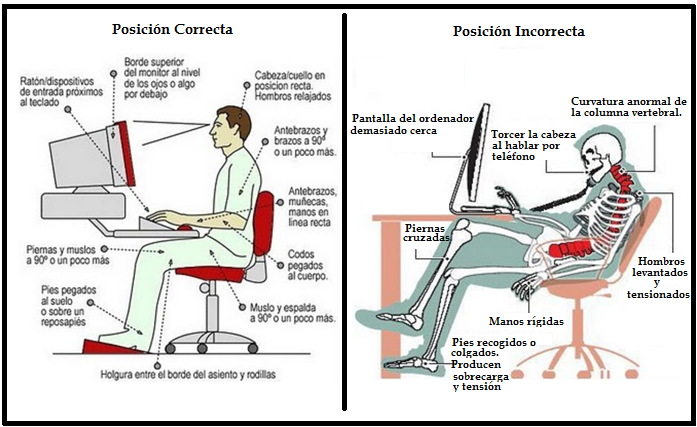 Posición Correcta
Borde superior
del monitor al nivel
de los ojos o algo
por debajo
Ratón/dispositivos
de entrada próximos
al teclado
Cabeza/cuello en
posicion recta.
Hombros relajados
Antebrazos y
brazos a 90º
o un poco más.
Antebrazos,
muñecas,
manos en
linea recta
Codos
pegados
al cuerpo.
Piernas y muslos
a 90º o un poco más
Muslo y espalda
a 90º o un poco más.
Pies pegados
al suelo
o sobre un
reposapiés
Holgura entre el borde del asiento y rodillas
Posición Incorrecta
Curvatura anormal de
la columna vertebral.
Pantalla del ordenador
demasiado cerca
Torcer la cabeza
al hablar por
teléfono
Piernas
cruzadas
Hombros
levantados
y
tensionados
Manos rígidas
Pies recogidos o
colgados.
Producen
sobrecarga
y tensión